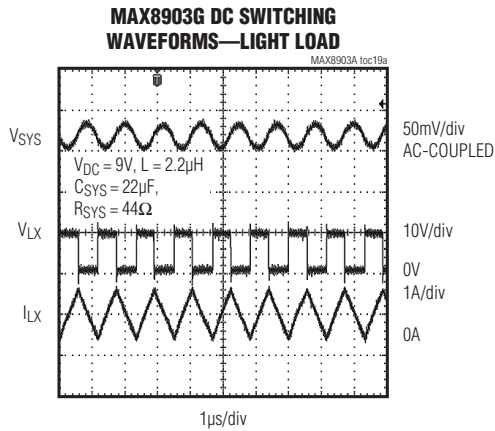 MAX8903G DC SWITCHING
WAVEFORMS—LIGHT LOAD
MAX8903A toc19a
VSYS
50mV/div
AC-COUPLED
VDC = 9V, L = 2.2µH
CSYS = 22µF,
RSYS = 44Ω
VLX
10V/div
0V
1A/div
ILX
0A
1µs/div